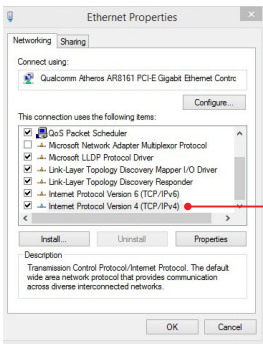 Ethernet Properties
Networking Sharing
Connect using:
Qualcomm Atheros AR8161 PCI-E Gigabit Ethernet Contrc
Configure...
This connection uses the following items:
QoS Packet Scheduler
Microsoft Network Adapter Multiplexor Protocol
Microsoft LLDP Protocol Driver
Link-Layer Topology Discovery Mapper I/O Driver
Link-Layer Topology Discovery Responder
Internet Protocol Version 6 (TCP/IPv6)
Internet Protocol Version 4 (TCP/IPv4)
Install... Uninstall Properties
Description
Transmission Control Protocol/Internet Protocol. The default
wide area network protocol that provides communication
across diverse interconnected networks.
OK Cancel